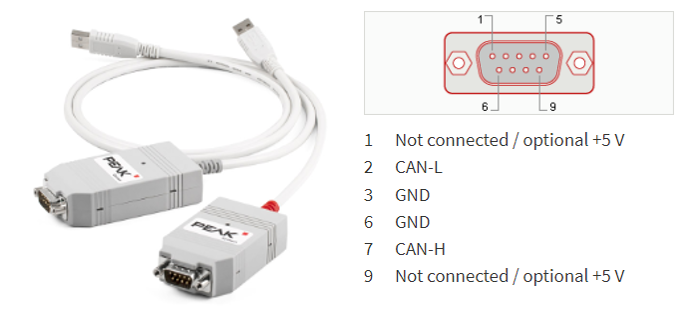 PEAK
PEAK
1 5
6 9
1 Not connected / optional +5 V
2 CAN-L
3 GND
6 GND
7 CAN-H
9 Not connected / optional +5 V